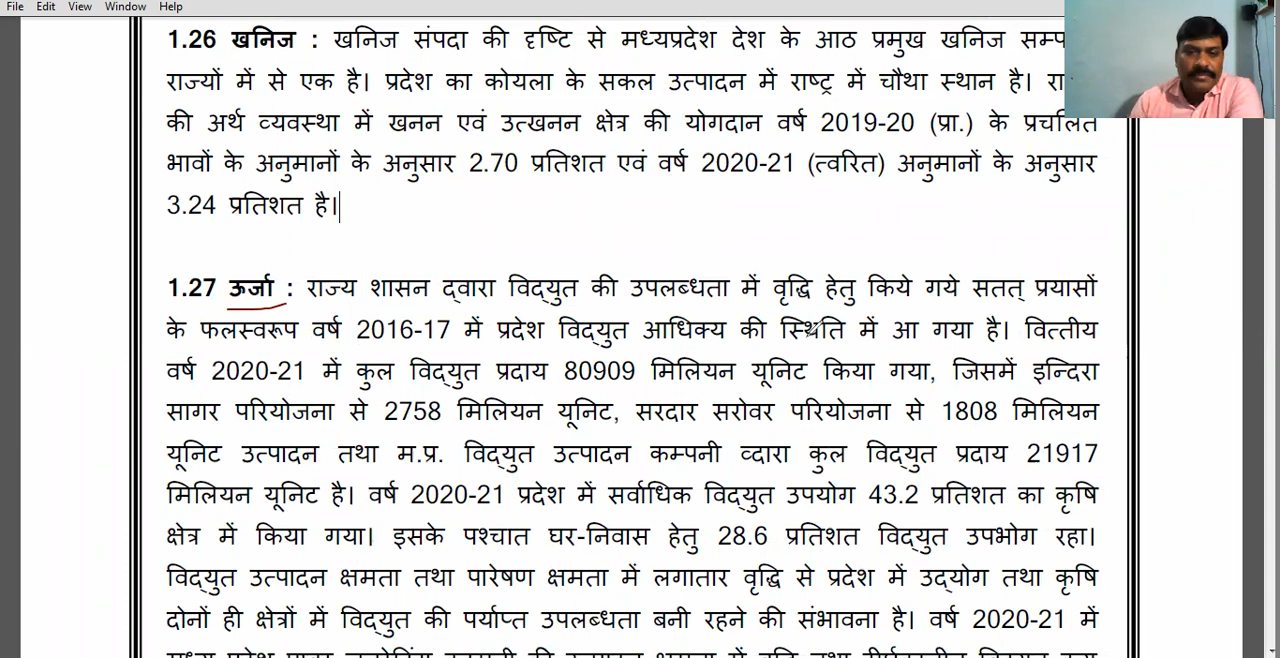 File Edit View Window Help
1.26 खनिज : खनिज संपदा की दृष्टि से मध्यप्रदेश देश के आठ प्रमुख खनिज
राज्यों में से एक है। प्रदेश का कोयला के सकल उत्पादन में राष्ट्र में चौथा स्थान है।
की अर्थ व्यवस्था में खनन एवं उत्खनन क्षेत्र की योगदान वर्ष 2019-20 (प्रा.) के प्रचलित
भावों के अनुमानों के अनुसार 2.70 प्रतिशत एवं वर्ष 2020-21 (त्वरित) अनुमानों के अनुसार
3.24 प्रतिशत है।
1.27 ऊर्जा : राज्य शासन द्वारा विद्युत की उपलब्धता में वृद्धि हेतु किये गये सतत् प्रयासों
के फलस्वरूप वर्ष 2016-17 में प्रदेश विद्युत आधिक्य की स्थिति में आ गया है। वित्तीय
वर्ष 2020-21 में कुल विद्युत प्रदाय 80909 मिलियन यूनिट किया गया, जिसमें इन्दिरा
सागर परियोजना से 2758 मिलियन यूनिट, सरदार सरोवर परियोजना से 1808 मिलियन
यूनिट उत्पादन तथा म.प्र. विद्युत उत्पादन कम्पनी व्दारा कुल विद्युत प्रदाय 21917
मिलियन यूनिट है। वर्ष 2020-21 प्रदेश में सर्वाधिक विद्युत उपयोग 43.2 प्रतिशत का कृषि
क्षेत्र में किया गया। इसके पश्चात घर-निवास हेतु 28.6 प्रतिशत विद्युत उपभोग रहा।
विद्युत उत्पादन क्षमता तथा पारेषण क्षमता में लगातार वृद्धि से प्रदेश में उद्योग तथा कृषि
दोनों ही क्षेत्रों में विद्युत की पर्याप्त उपलब्धता बनी रहने की संभावना है। वर्ष 2020-21 में